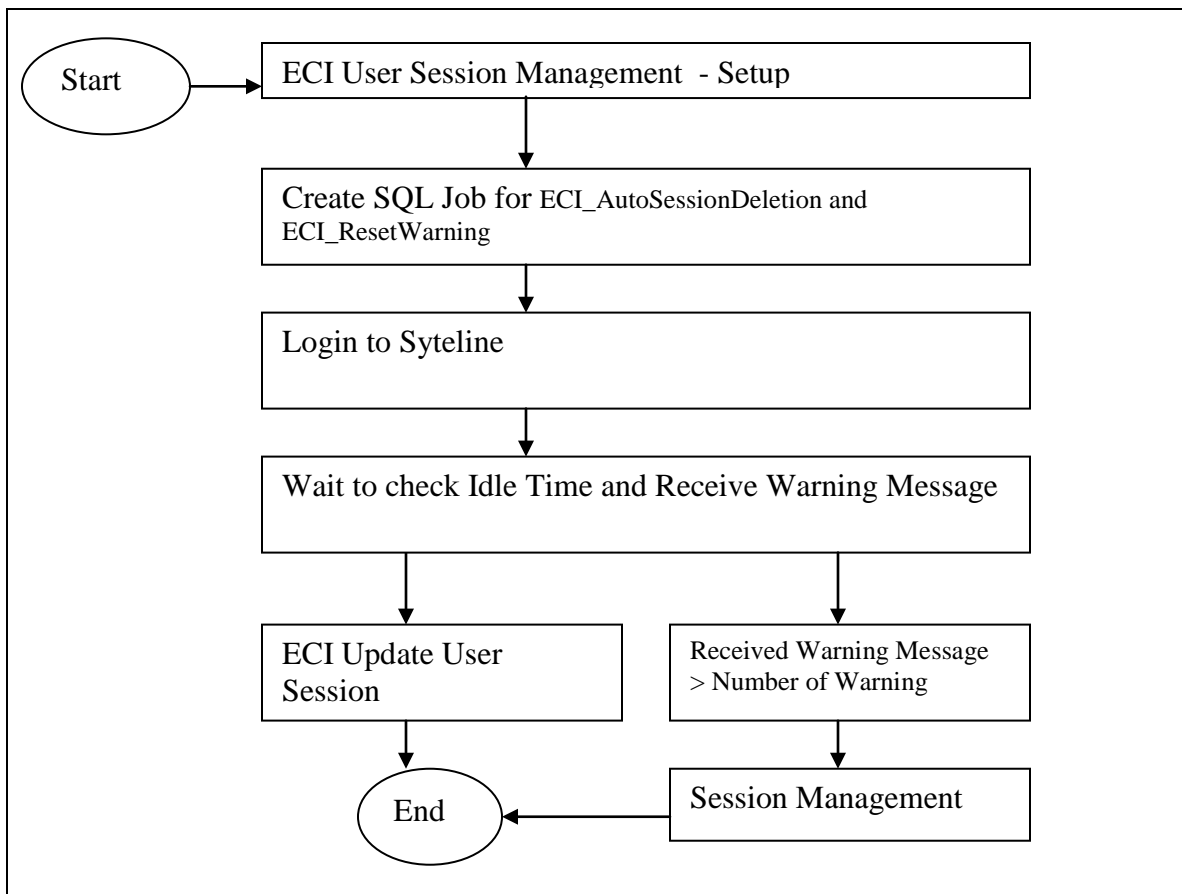 Start
ECI User Session Management - Setup
Create SQL Job for ECI_AutoSessionDeletion and
ECI_ResetWarning
Login to Syteline
Wait to check Idle Time and Receive Warning Message
ECI Update User
Session
Received Warning Message
> Number of Warning
Session Management
End